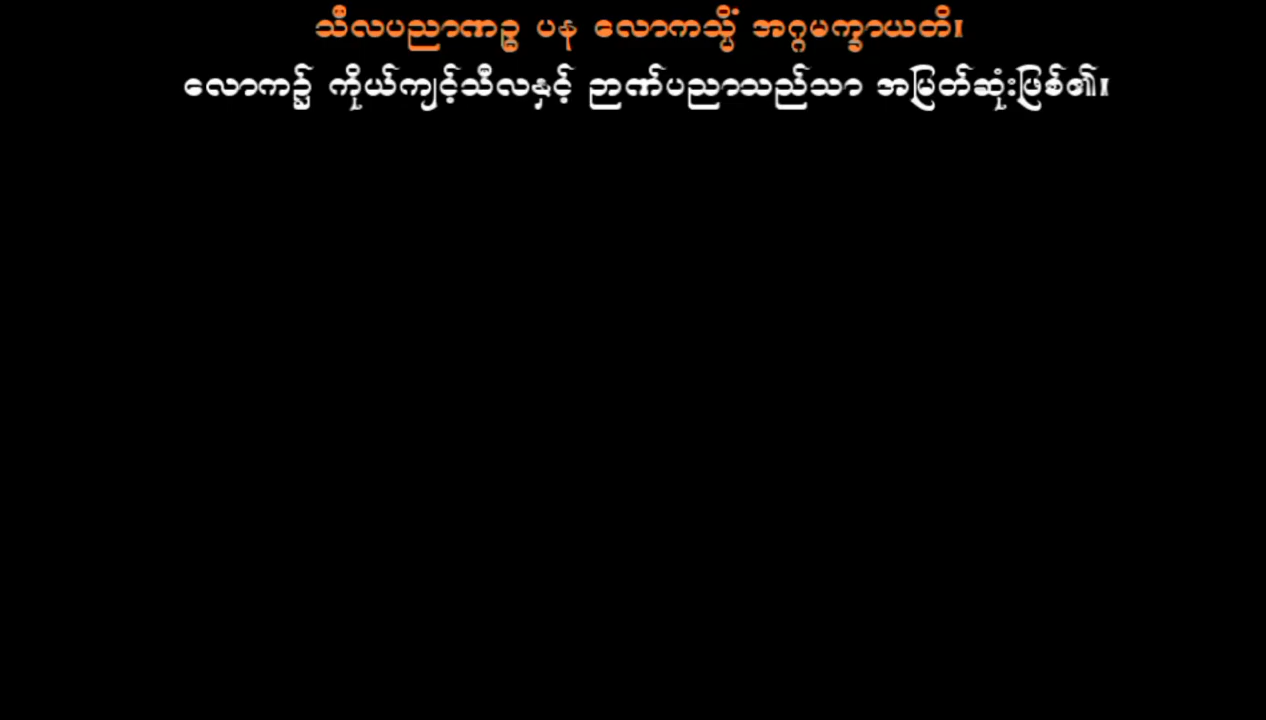 သီလပညာဏဉ္စ ပန လောကသ္မိံ အဂ္ဂမက္ခာယတိ၊
လောက၌ ကိုယ်ကျင့်သီလနှင့် ဉာဏ်ပညာသည်သာ အမြတ်ဆုံးဖြစ်၏၊